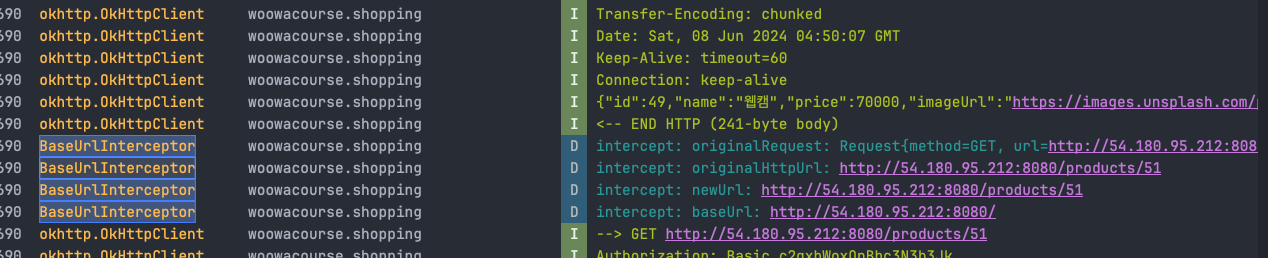 690 okhttp.OkHttpClient woowacourse.shopping I Transfer-Encoding: chunked
690 okhttp.OkHttpClient woowacourse.shopping I Date: Sat, 08 Jun 2024 04:50:07 GMT
690 okhttp.OkHttpClient woowacourse.shopping I Keep-Alive: timeout=60
690 okhttp.OkHttpClient woowacourse.shopping I Connection: keep-alive
690 okhttp.OkHttpClient woowacourse.shopping I {"id":49,"name":"웹캠","price":70000,"imageUrl":"https://images.unsplash.com/
690 okhttp.OkHttpClient woowacourse.shopping I <-- END HTTP (241-byte body)
690 BaseUrlInterceptor woowacourse.shopping D intercept: originalRequest: Request{method=GET, url=http://54.180.95.212:808
690 BaseUrlInterceptor woowacourse.shopping D intercept: originalHttpUrl: http://54.180.95.212:8080/products/51
690 BaseUrlInterceptor woowacourse.shopping D intercept: newUrl: http://54.180.95.212:8080/products/51
690 BaseUrlInterceptor woowacourse.shopping D intercept: baseUrl: http://54.180.95.212:8080/
690 okhttp.OkHttpClient woowacourse.shopping I --> GET http://54.180.95.212:8080/products/51
690 okhttp.OkHttpClient woowacourse.shopping I Authorization: Basic